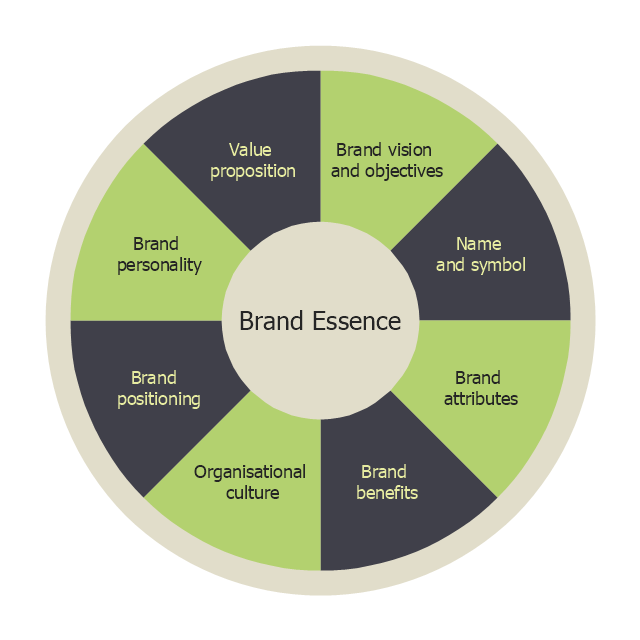 Value
proposition
Brand vision
and objectives
Name
and symbol
Brand
attributes
Brand
benefits
Organisational
culture
Brand
positioning
Brand
personality
Brand Essence